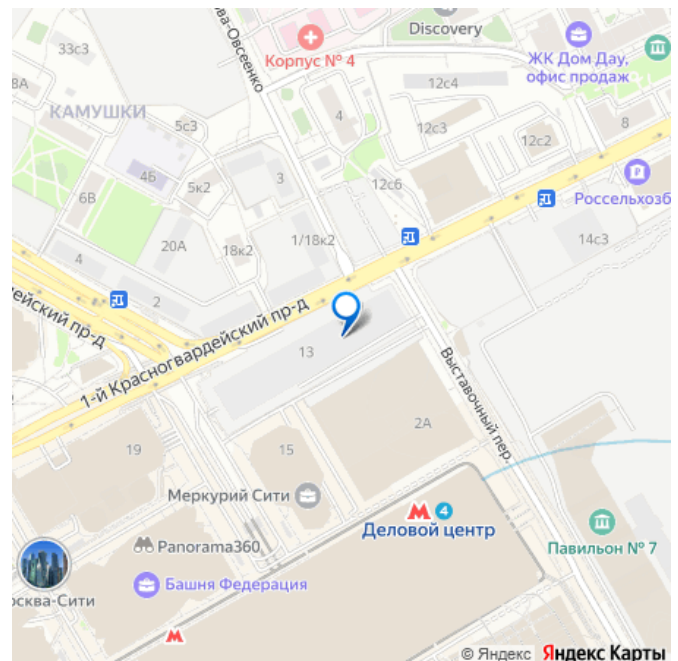 Discovery
33с3
Корпус № 4
ЖК Дом Дау,
офис продаж
ова-Овсеенко
8А
12с4
КАМУШКИ
5с3
4
12с3
8
12с2
4Б
3
5к2
12с6
6В
Россельхозб
20А
18к2
1/18к2
14с3
4
2
ейский пр-д
1-й Красногвардейский пр-д
13
Выставочный пер.
2А
19
15
Меркурий Сити
4
Деловой центр
Panorama360
Павильон № 7
Башня Федерация
осква-Сити
© Яндекс Яндекс Карты